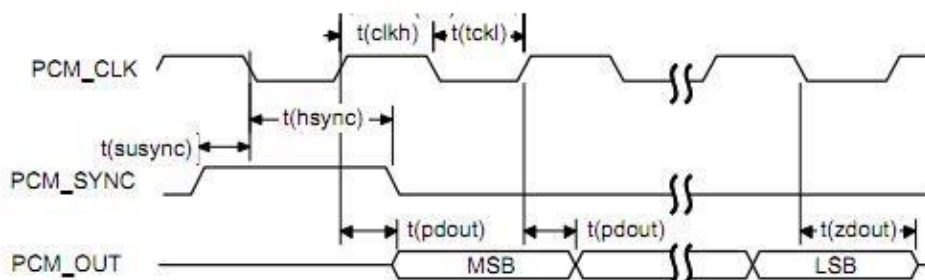 t(clkh) t(tckl)
PCM_CLK
t(hsync)
t(susync)
PCM_SYNC
t(pdout) t(pdout) t(zdout)
PCM_OUT MSB LSB